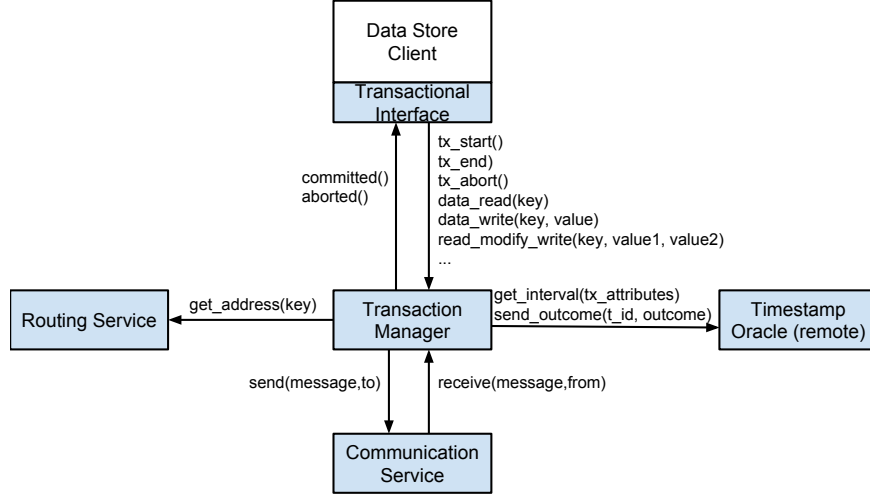 Data Store
Client
Transactional
Interface
committed()
aborted()
tx_start()
tx_end)
tx_abort()
data_read(key)
data_write(key, value)
read_modify_write(key, value1, value2)
...
Routing Service
get_address(key)
Transaction
Manager
get_interval(tx_attributes)
send_outcome(t_id, outcome)
Timestamp
Oracle (remote)
send(message,to)
receive(message,from)
Communication
Service